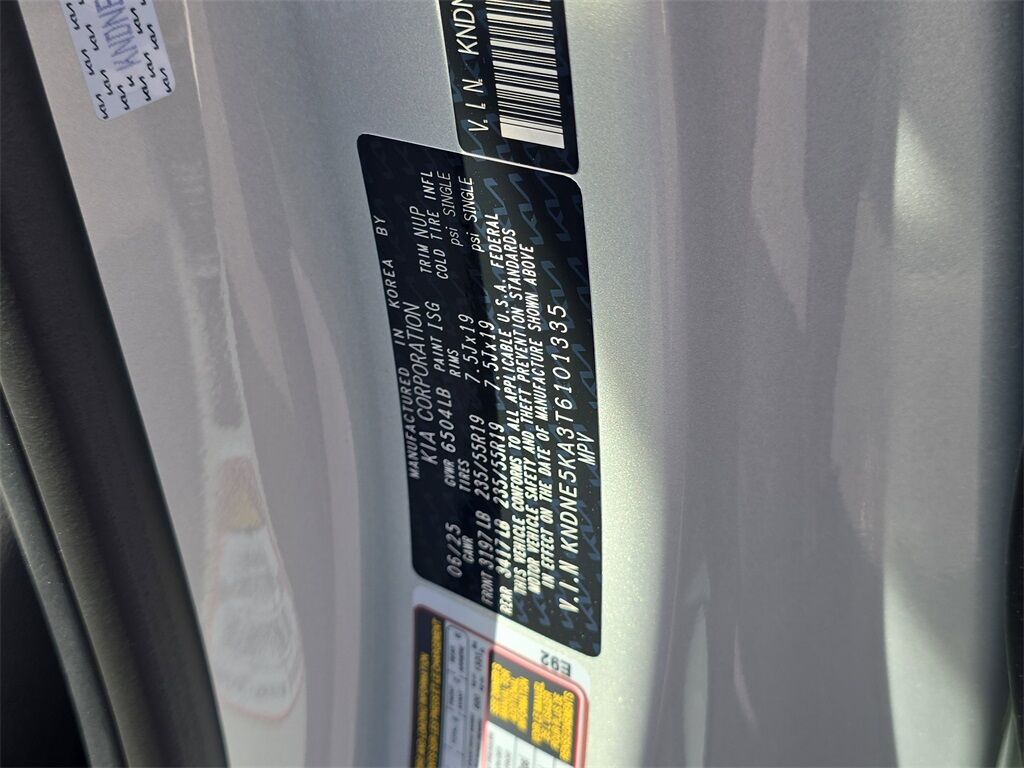 KNDNE
V.I.N. KNDN
MANUFACTURED IN KOREA BY
KIA CORPORATION
06/25 GVWR 6504LB PAINT ISG TRIM NUP
GAWR TIRES RIMS COLD TIRE INFL
FRONT 3197LB 235/55R19 7.5Jx19 psi SINGLE
REAR 3417LB 235/55R19 7.5Jx19 psi SINGLE
THIS VEHICLE CONFORMS TO ALL APPLICABLE U.S.A. FEDERAL
MOTOR VEHICLE SAFETY AND THEFT PREVENTION STANDARDS
IN EFFECT ON THE DATE OF MANUFACTURE SHOWN ABOVE
V.I.N KNDNE5KA3T6101335
MPV
E92